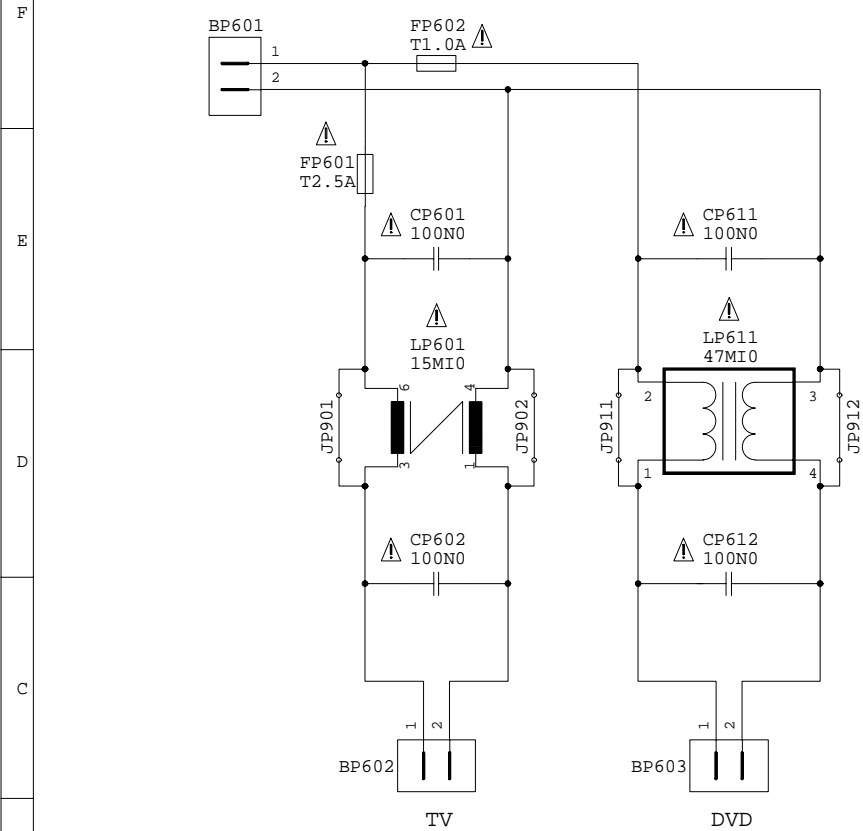 F
BP601
1
2
FP602
T1.0A
FP601
T2.5A
E
CP601
100N0
CP611
100N0
LP601
15MI0
LP611
47MI0
D
JP901
6
3
4
1
JP902
JP911
2
1
3
4
JP912
CP602
100N0
CP612
100N0
C
1
2
BP602
1
2
BP603
TV
DVD